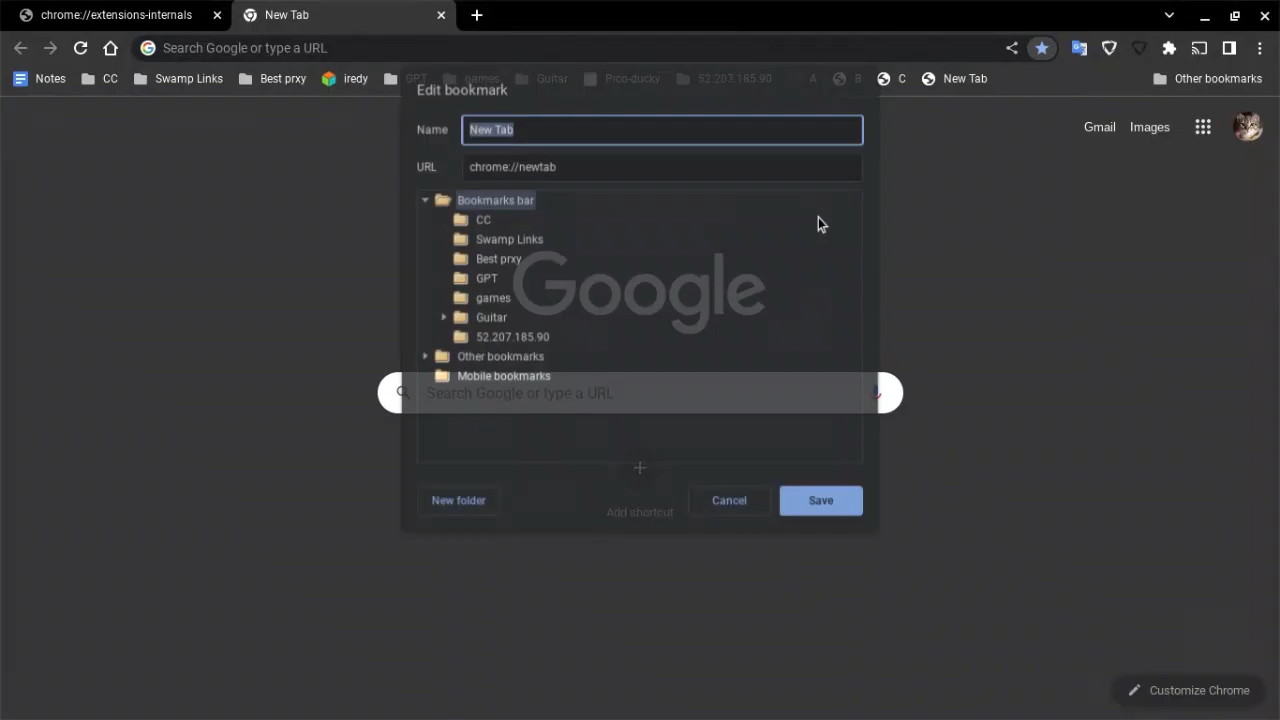 chrome://extensions-internals
New Tab
Search Google or type a URL
Notes
CC
Swamp Links
Best prxy
iredy
GPT
games
Guitar
Pico-ducky
52.207.185.90
A
B
C
New Tab
Other bookmarks
Gmail
Images
Edit bookmark
Name
New Tab
URL
chrome://newtab
Bookmarks bar
CC
Swamp Links
Best prxy
GPT
games
Guitar
52.207.185.90
Other bookmarks
Mobile bookmarks
Google
Search Google or type a URL
New folder
Add shortcut
Cancel
Save
Customize Chrome